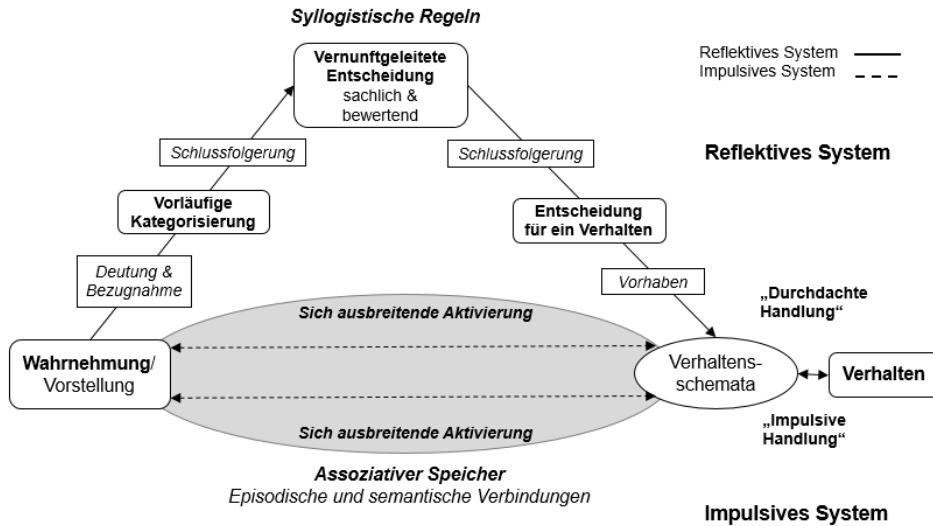 Syllogistische Regeln
Vernunftgeleitete
Entscheidung
sachlich &
bewertend
Reflektives System
Impulsives System
Schlussfolgerung
Schlussfolgerung
Reflektives System
Vorläufige
Kategorisierung
Entscheidung
für ein Verhalten
Deutung &
Bezugnahme
Vorhaben
„Durchdachte
Handlung“
Sich ausbreitende Aktivierung
Wahrnehmung/
Vorstellung
Verhaltens-
schemata
Verhalten
„Impulsive
Handlung“
Sich ausbreitende Aktivierung
Assoziativer Speicher
Episodische und semantische Verbindungen
Impulsives System